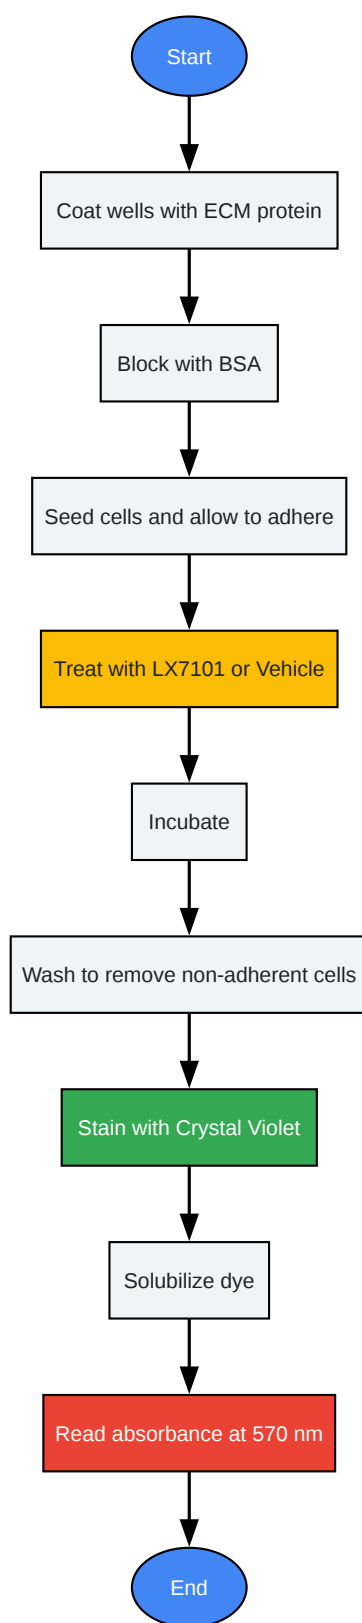 Start
Coat wells with ECM protein
Block with BSA
Seed cells and allow to adhere
Treat with LX7101 or Vehicle
Incubate
Wash to remove non-adherent cells
Stain with Crystal Violet
Solubilize dye
Read absorbance at 570 nm
End